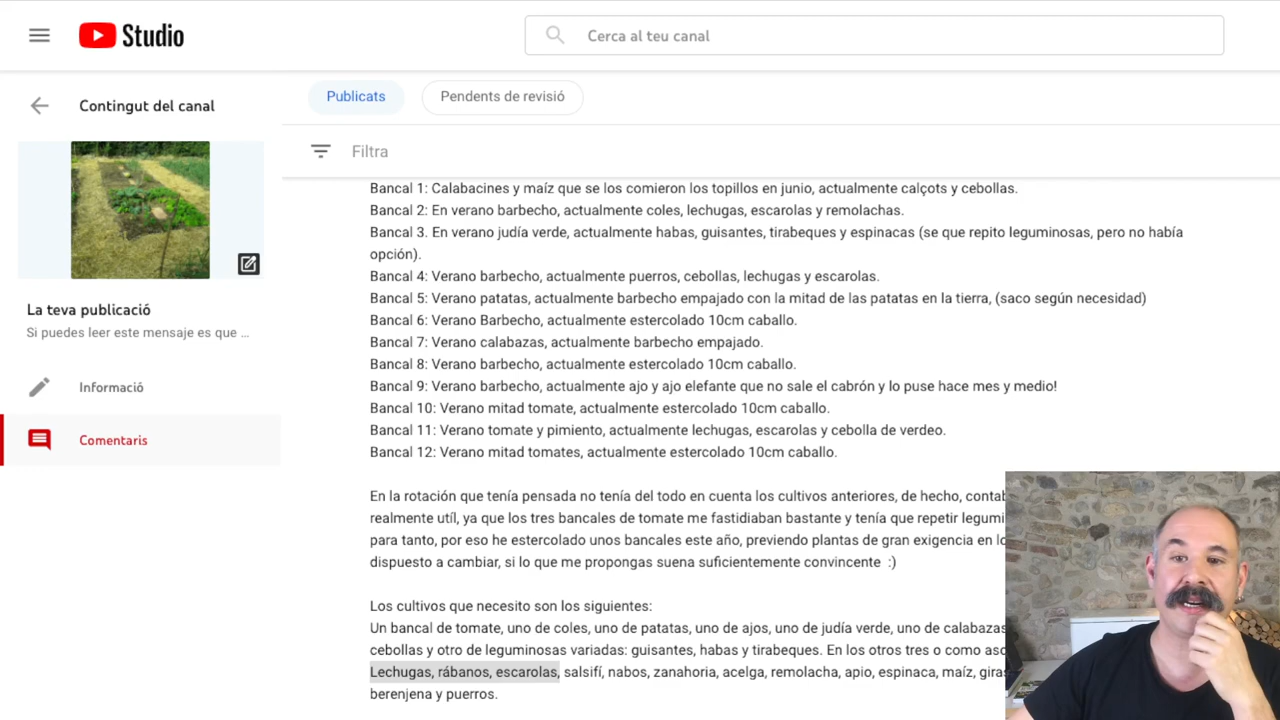 Studio
Cerca al teu canal
Contingut del canal
Publicats
Pendents de revisió
Filtra
La teva publicació
Si puedes leer este mensaje es que ...
Informació
Comentaris
Bancal 1: Calabacines y maíz que se los comieron los topillos en junio, actualmente calçots y cebollas.
Bancal 2: En verano barbecho, actualmente coles, lechugas, escarolas y remolachas.
Bancal 3. En verano judía verde, actualmente habas, guisantes, tirabeques y espinacas (se que repito leguminosas, pero no había
opción).
Bancal 4: Verano barbecho, actualmente puerros, cebollas, lechugas y escarolas.
Bancal 5: Verano patatas, actualmente barbecho empajado con la mitad de las patatas en la tierra, (saco según necesidad)
Bancal 6: Verano Barbecho, actualmente estercolado 10cm caballo.
Bancal 7: Verano calabazas, actualmente barbecho empajado.
Bancal 8: Verano barbecho, actualmente estercolado 10cm caballo.
Bancal 9: Verano barbecho, actualmente ajo y ajo elefante que no sale el cabrón y lo puse hace mes y medio!
Bancal 10: Verano mitad tomate, actualmente estercolado 10cm caballo.
Bancal 11: Verano tomate y pimiento, actualmente lechugas, escarolas y cebolla de verdeo.
Bancal 12: Verano mitad tomates, actualmente estercolado 10cm caballo.
En la rotación que tenía pensada no tenía del todo en cuenta los cultivos anteriores, de hecho,
realmente utíl, ya que los tres bancales de tomate me fastidiaban bastante y tenía que repetir
para tanto, por eso he estercolado unos bancales este año, previendo plantas de gran exigencia en
dispuesto a cambiar, si lo que me propongas suena suficientemente convincente :)
Los cultivos que necesito son los siguientes:
Un bancal de tomate, uno de coles, uno de patatas, uno de ajos, uno de judía verde, uno de calabazas
cebollas y otro de leguminosas variadas: guisantes, habas y tirabeques. En los otros tres o como
Lechugas, rábanos, escarolas, salsifí, nabos, zanahoria, acelga, remolacha, apio, espinaca, maíz,
berenjena y puerros.